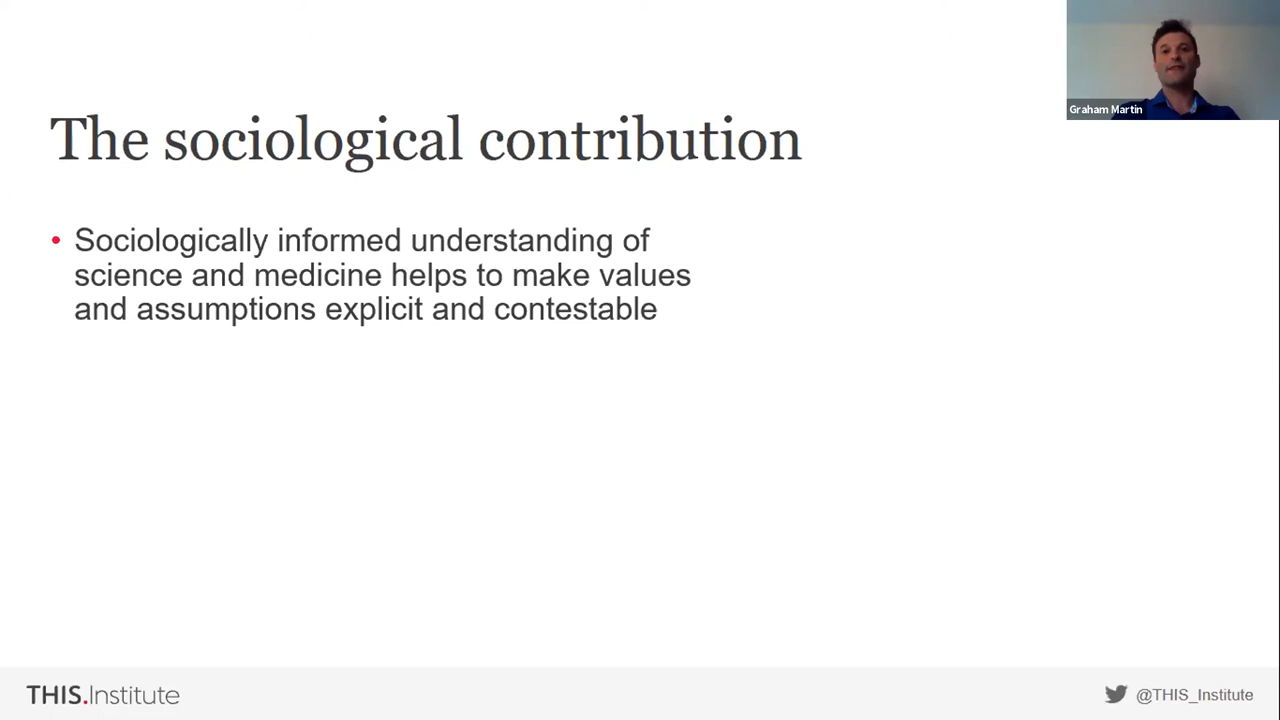 Graham Martin
The sociological contribution
• Sociologically informed understanding of
science and medicine helps to make values
and assumptions explicit and contestable
THIS.Institute
@THIS_Institute